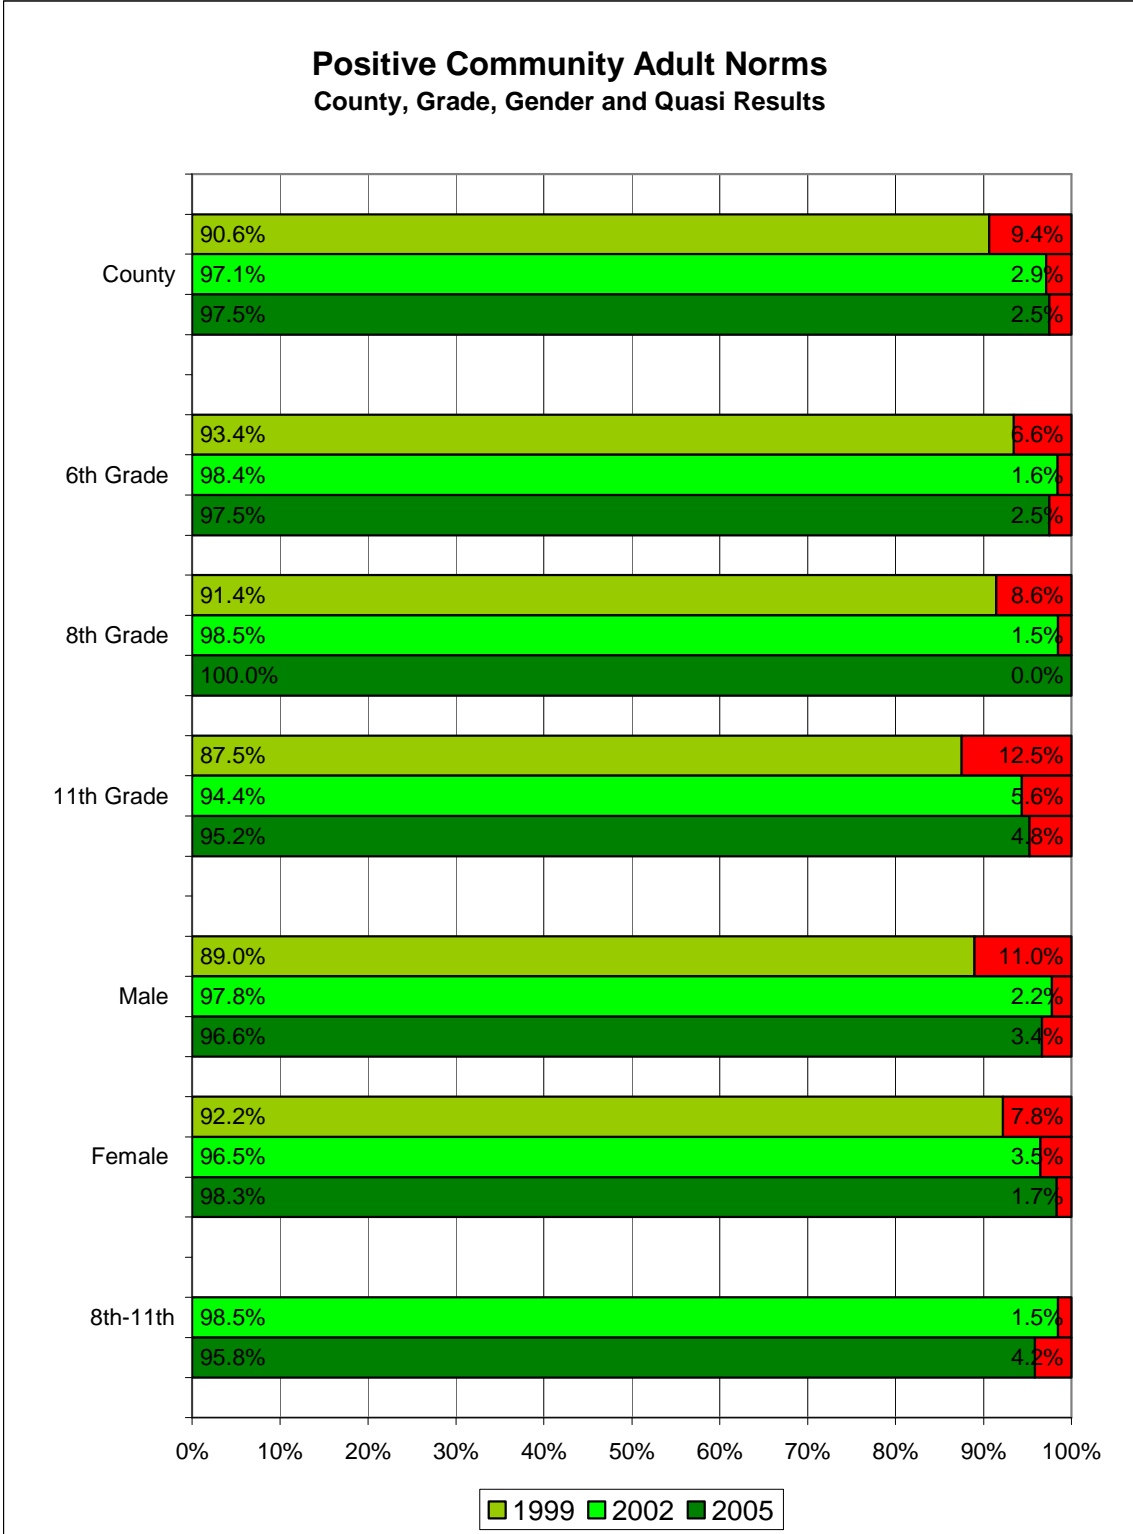 Positive Community Adult Norms
County, Grade, Gender and Quasi Results
90.6% 9.4%
County 97.1% 2.9%
97.5% 2.5%
93.4% 6.6%
6th Grade 98.4% 1.6%
97.5% 2.5%
91.4% 8.6%
8th Grade 98.5% 1.5%
100.0% 0.0%
87.5% 12.5%
11th Grade 94.4% 5.6%
95.2% 4.8%
89.0% 11.0%
Male 97.8% 2.2%
96.6% 3.4%
92.2% 7.8%
Female 96.5% 3.5%
98.3% 1.7%
8th-11th 98.5% 1.5%
95.8% 4.2%
0% 10% 20% 30% 40% 50% 60% 70% 80% 90% 100%
1999 2002 2005